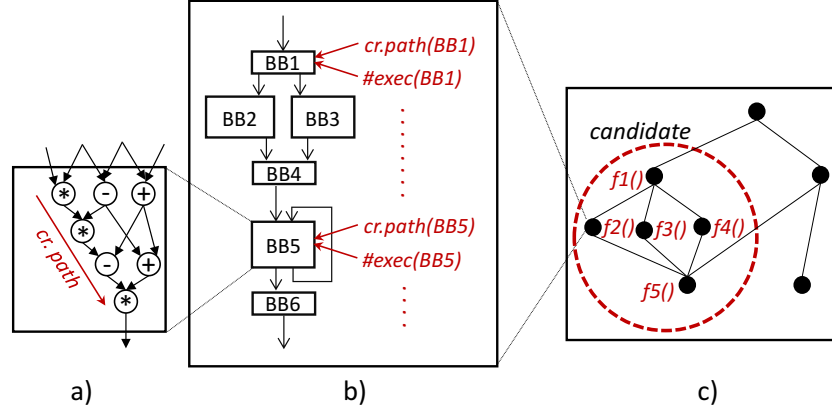 cr.path(BB1)
BB1
#exec(BB1)
BB2
BB3
BB4
cr.path(BB5)
BB5
#exec(BB5)
BB6
*
-
+
*
-
+
*
cr. path
candidate
f1()
f2()
f3()
f4()
f5()
a)
b)
c)